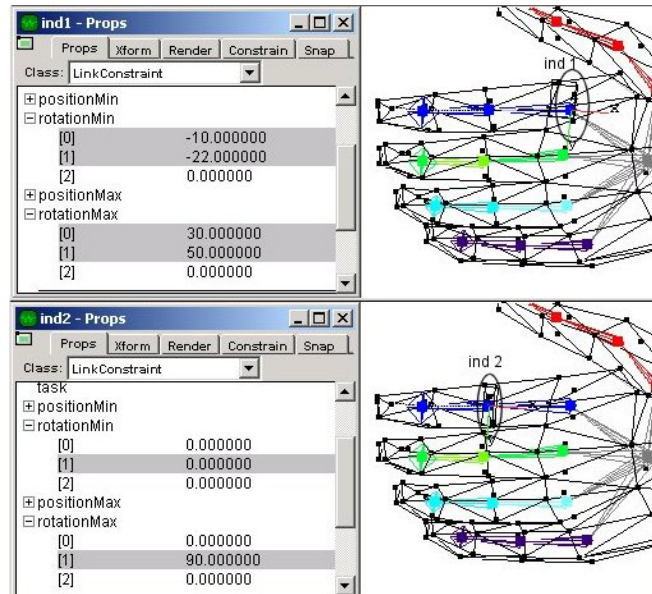 ind1 - Props
Props Xform Render Constrain Snap
Class: LinkConstraint
positionMin
rotationMin
[0] -10.000000
[1] -22.000000
[2] 0.000000
positionMax
rotationMax
[0] 30.000000
[1] 50.000000
[2] 0.000000
ind 1
ind2 - Props
Props Xform Render Constrain Snap
Class: LinkConstraint
task
positionMin
rotationMin
[0] 0.000000
[1] 0.000000
[2] 0.000000
positionMax
rotationMax
[0] 0.000000
[1] 90.000000
[2] 0.000000
ind 2